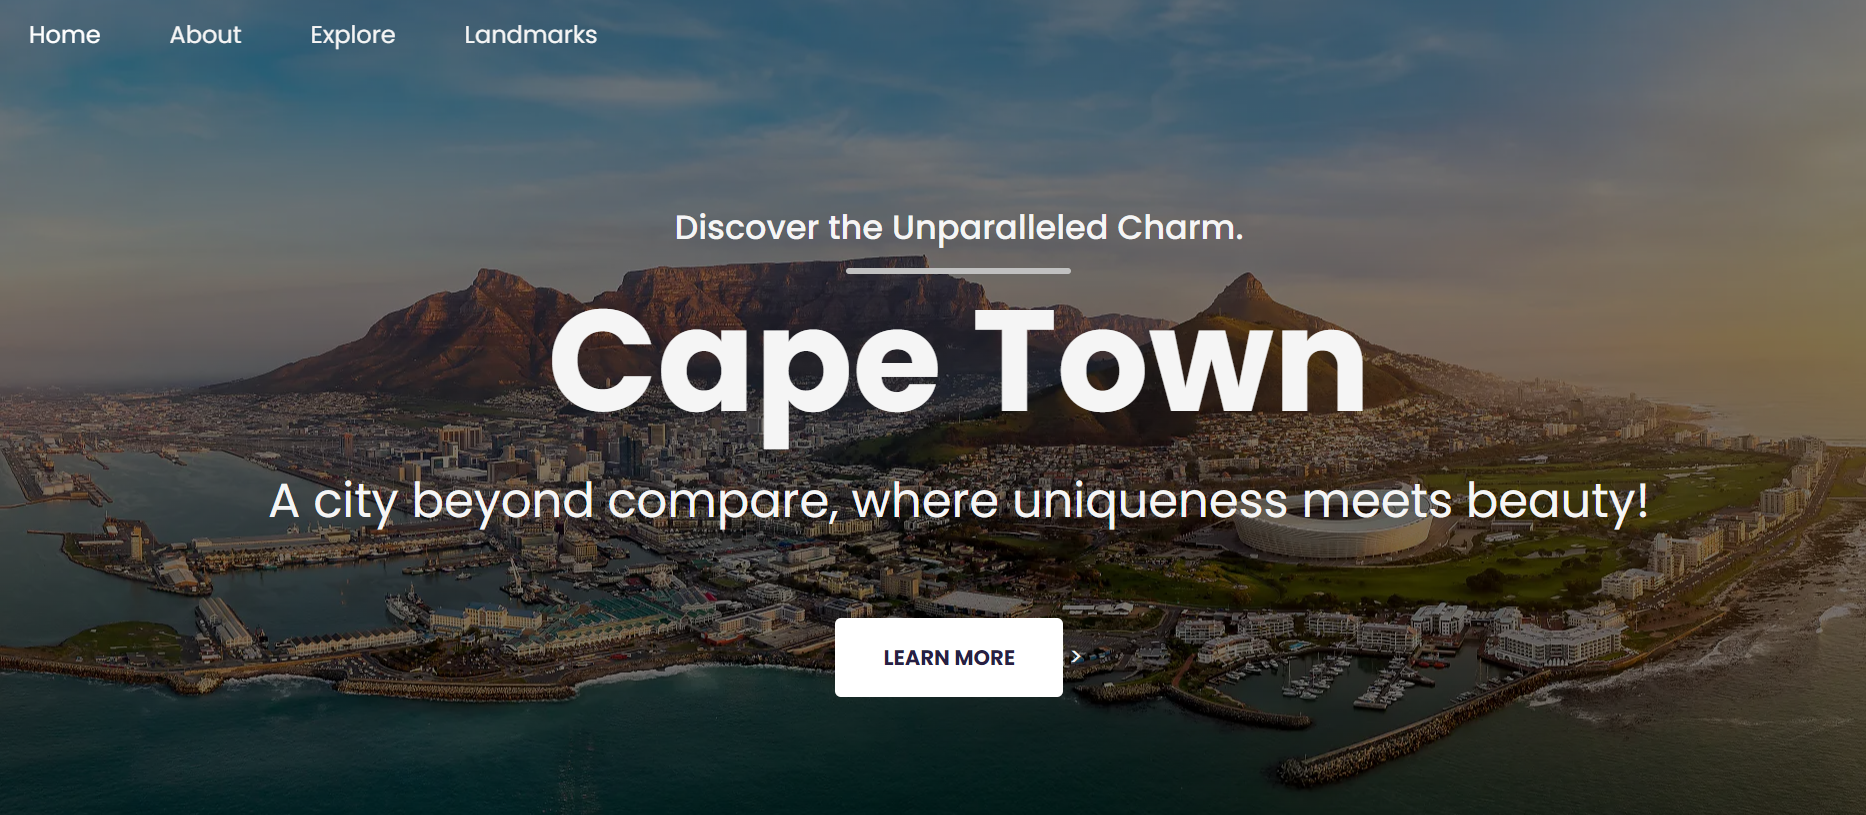 Home About Explore Landmarks
Discover the Unparalleled Charm.
Cape Town
A city beyond compare, where uniqueness meets beauty!
LEARN MORE >